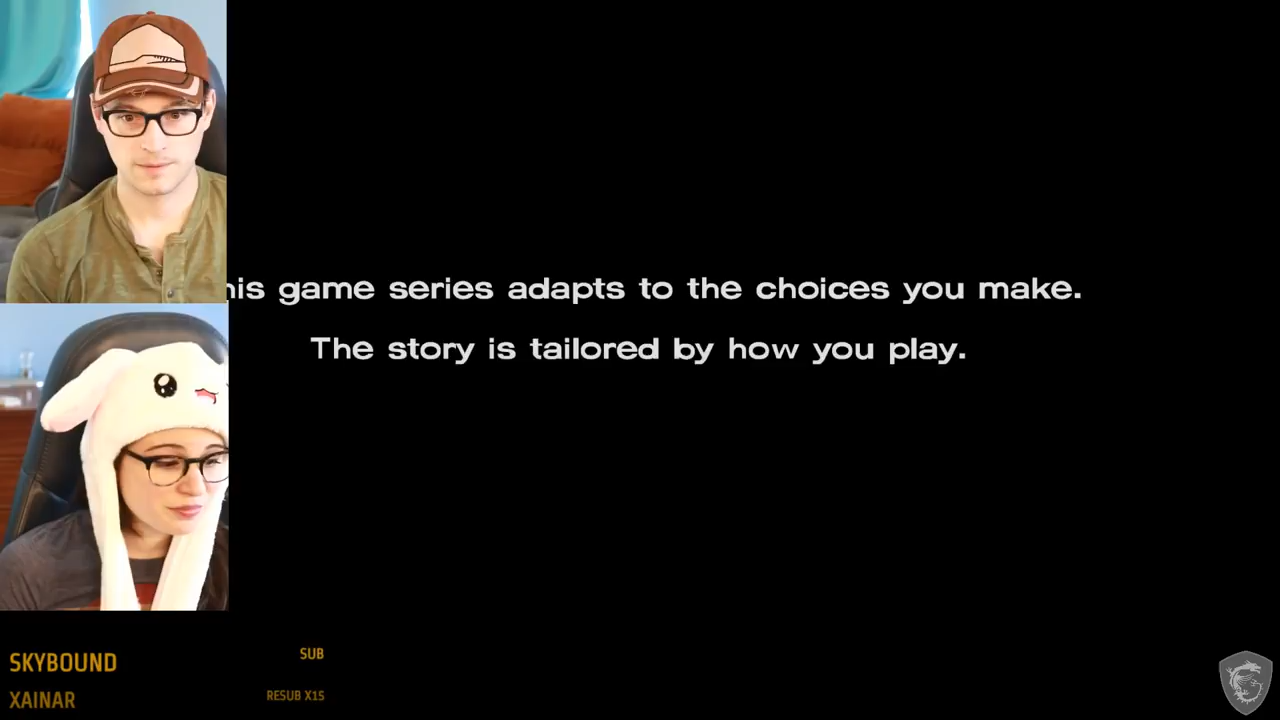 his game series adapts to the choices you make.
The story is tailored by how you play.
SKYBOUND SUB
XAINAR RESUB X15